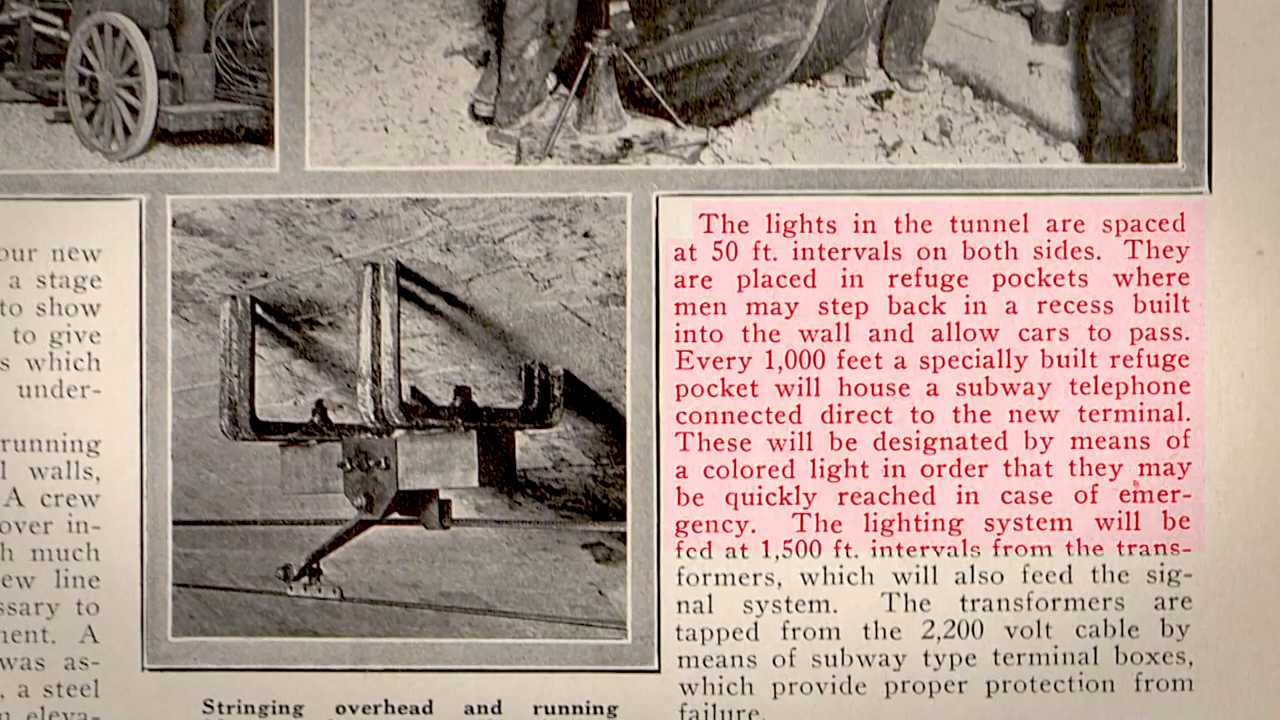 our new
a stage
to show
to give
s which
under-
running
l walls,
A crew
over in-
h much
ew line
ssary to
nent. A
was as-
, a steel
n eleva-
Stringing overhead and running
The lights in the tunnel are spaced
at 50 ft. intervals on both sides. They
are placed in refuge pockets where
men may step back in a recess built
into the wall and allow cars to pass.
Every 1,000 feet a specially built refuge
pocket will house a subway telephone
connected direct to the new terminal.
These will be designated by means of
a colored light in order that they may
be quickly reached in case of emer-
gency. The lighting system will be
fed at 1,500 ft. intervals from the trans-
formers, which will also feed the sig-
nal system. The transformers are
tapped from the 2,200 volt cable by
means of subway type terminal boxes,
which provide proper protection from
failure.